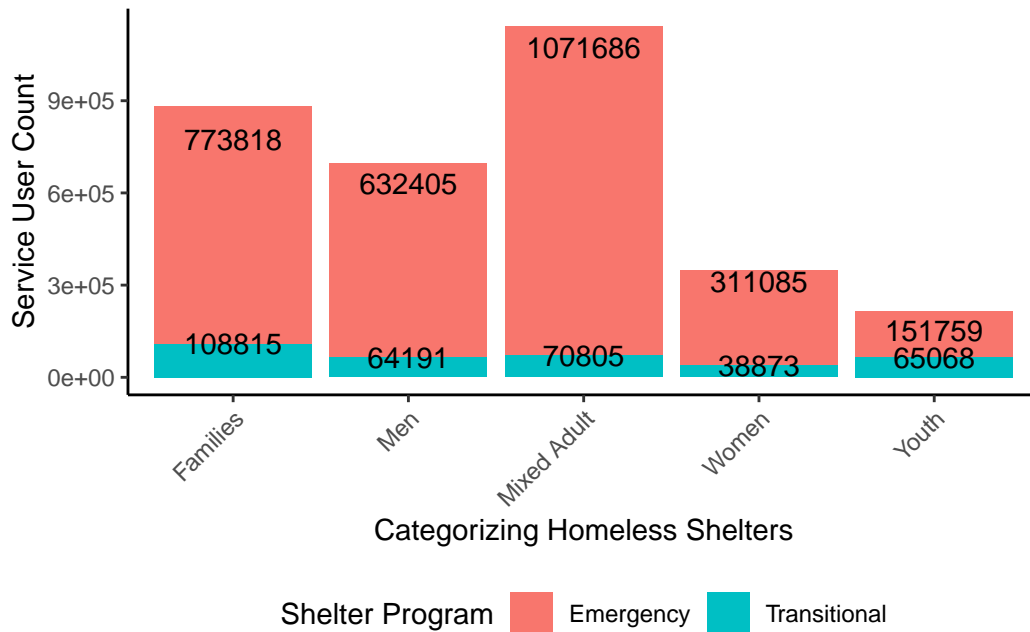 Service User Count
9e+05
6e+05
3e+05
0e+00
1071686
773818
632405
311085
151759
108815
64191
70805
38873
65068
Families
Men
Mixed Adult
Women
Youth
Categorizing Homeless Shelters
Shelter Program Emergency Transitional